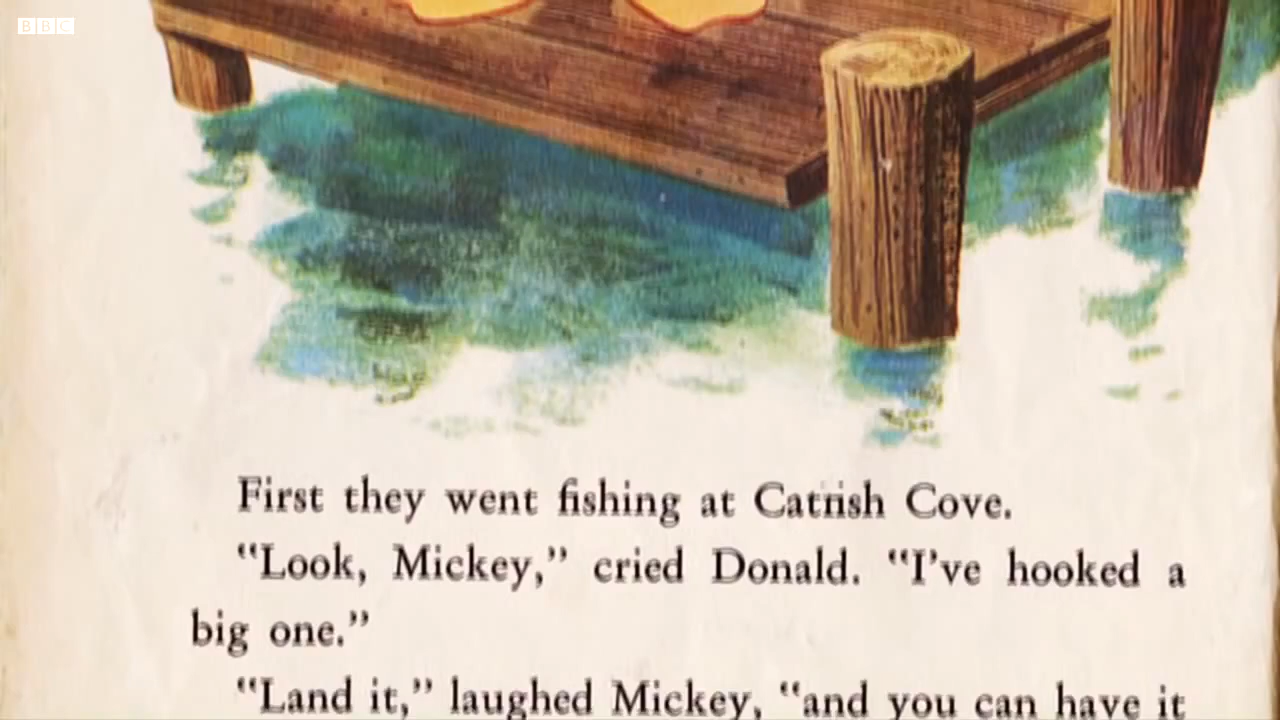 BBC
First they went fishing at Catfish Cove.
“Look, Mickey,” cried Donald. “I’ve hooked a
big one.”
“Land it,” laughed Mickey, “and you can have it